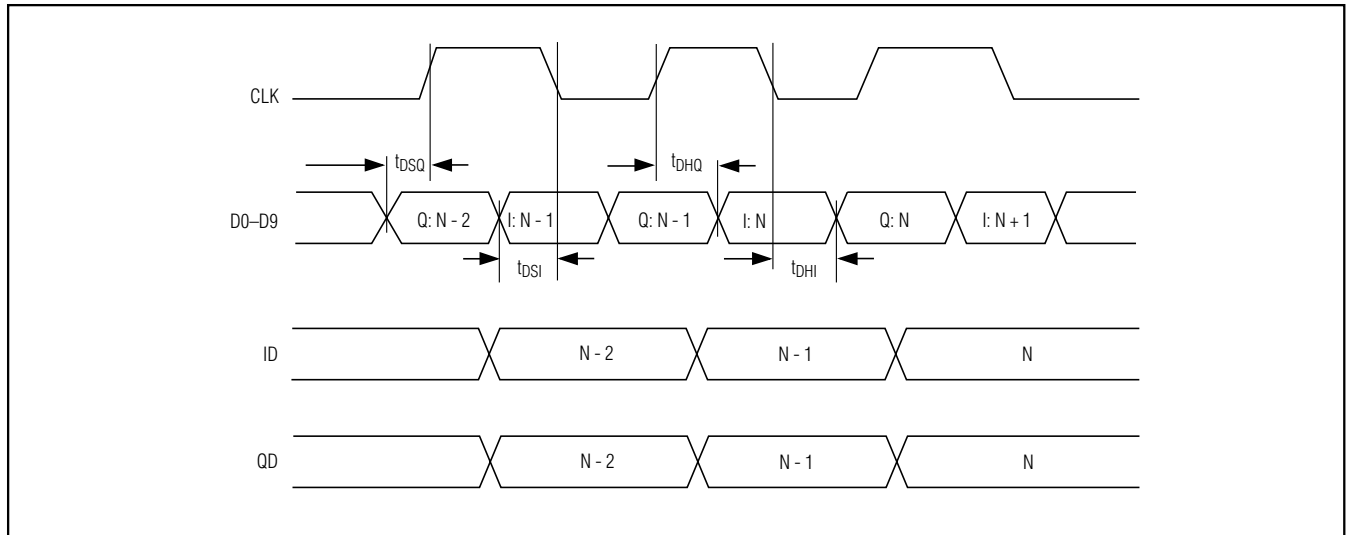 CLK
tDSQ
tDHQ
D0–D9
Q: N - 2
I: N - 1
Q: N - 1
I: N
Q: N
I: N + 1
tDSI
tDHI
ID
N - 2
N - 1
N
QD
N - 2
N - 1
N